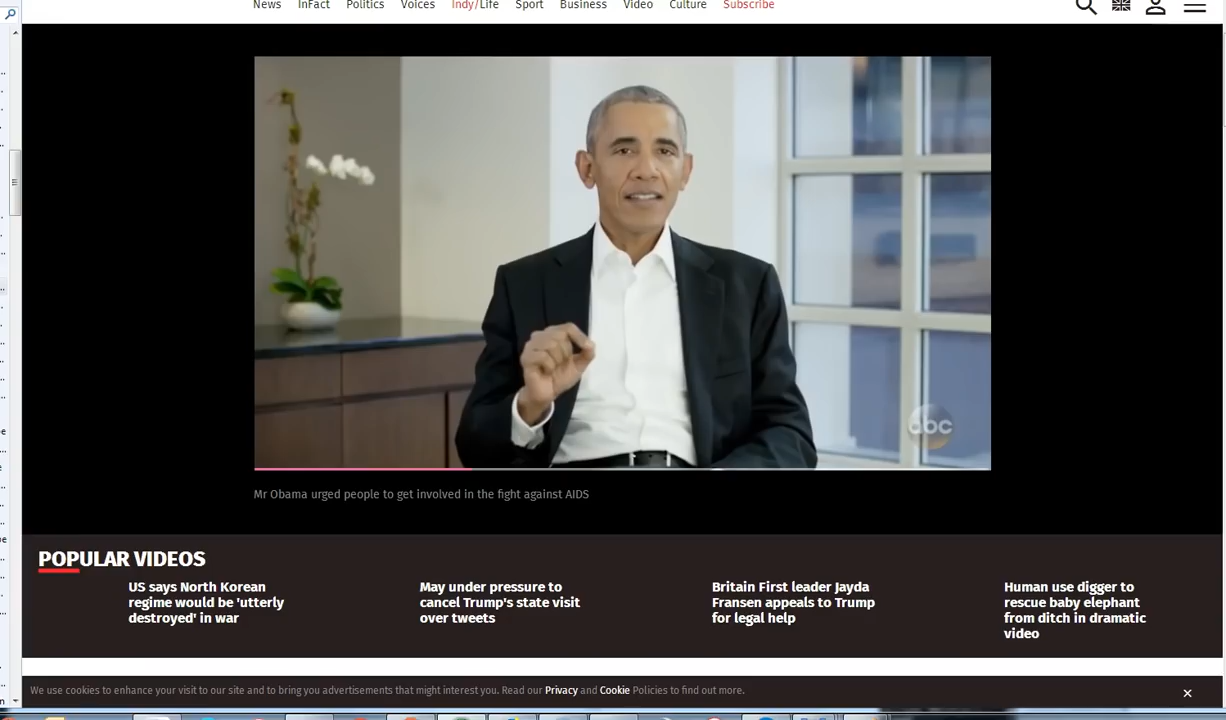 News InFact Politics Voices Indy/Life Sport Business Video Culture Subscribe
abc
Mr Obama urged people to get involved in the fight against AIDS
POPULAR VIDEOS
US says North Korean
regime would be 'utterly
destroyed' in war
May under pressure to
cancel Trump's state visit
over tweets
Britain First leader Jayda
Fransen appeals to Trump
for legal help
Human use digger to
rescue baby elephant
from ditch in dramatic
video
We use cookies to enhance your visit to our site and to bring you advertisements that might interest you. Read our Privacy and Cookie Policies to find out more.